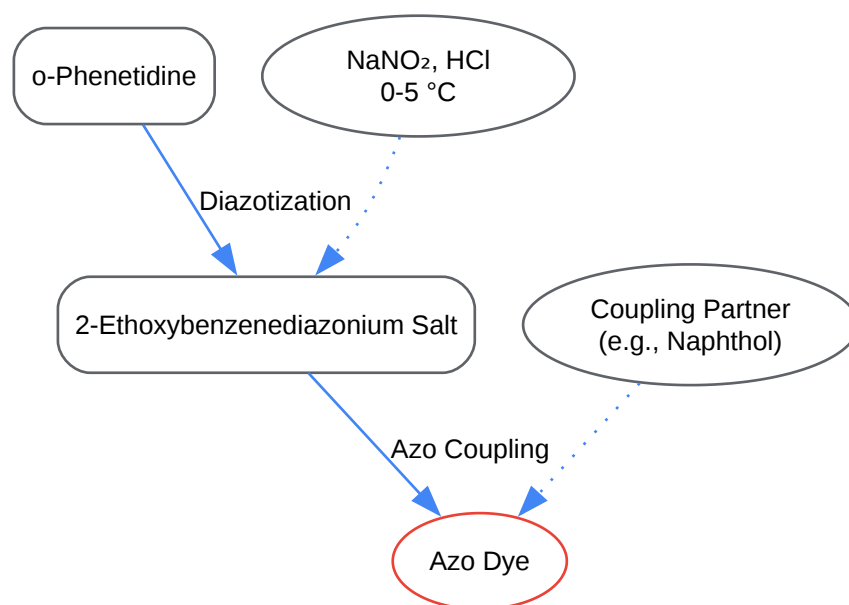 o-Phenetidine
NaNO₂, HCl
0-5 °C
Diazotization
2-Ethoxybenzenediazonium Salt
Coupling Partner
(e.g., Naphthol)
Azo Coupling
Azo Dye